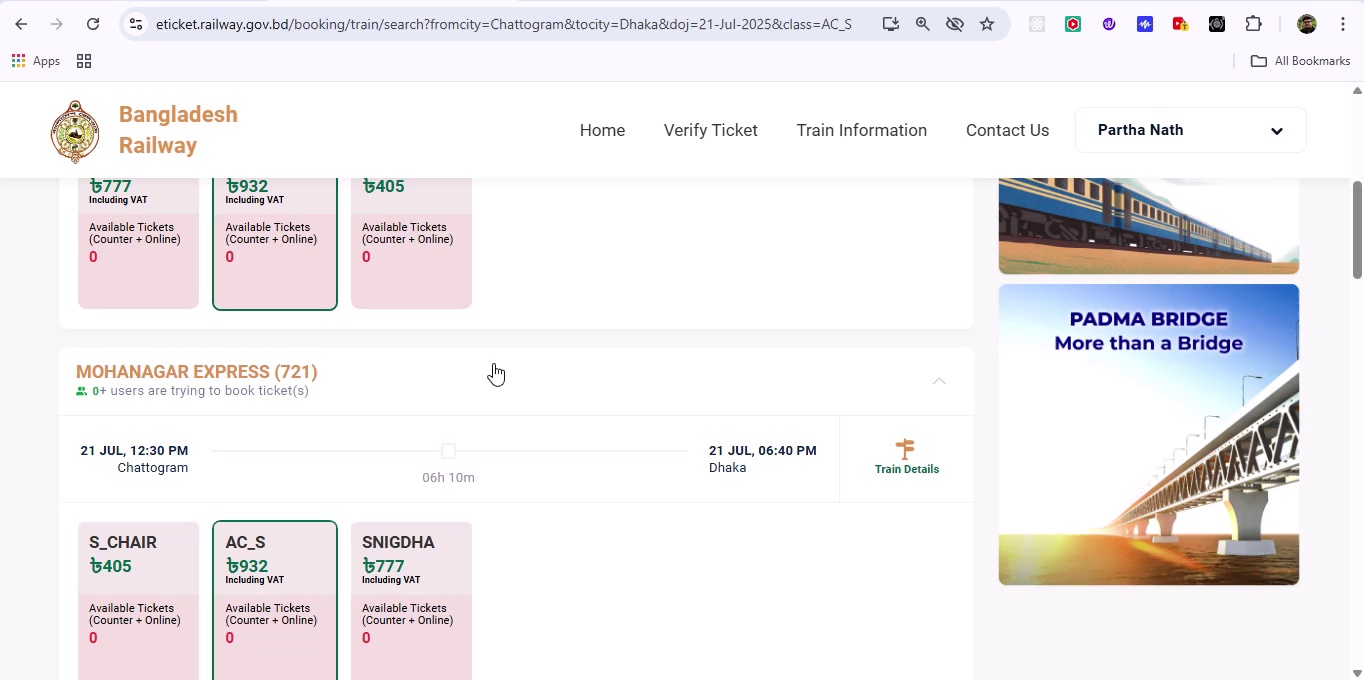 eticket.railway.gov.bd/booking/train/search?fromcity=Chattogram&tocity=Dhaka&doj=21-Jul-2025&class=AC_S
Apps
All Bookmarks
Bangladesh
Railway
Home
Verify Ticket
Train Information
Contact Us
Partha Nath
৳777
Including VAT
Available Tickets
(Counter + Online)
0
৳932
Including VAT
Available Tickets
(Counter + Online)
0
৳405
Available Tickets
(Counter + Online)
0
MOHANAGAR EXPRESS (721)
0+ users are trying to book ticket(s)
21 JUL, 12:30 PM
Chattogram
06h 10m
21 JUL, 06:40 PM
Dhaka
Train Details
S_CHAIR
৳405
Available Tickets
(Counter + Online)
0
AC_S
৳932
Including VAT
Available Tickets
(Counter + Online)
0
SNIGDHA
৳777
Including VAT
Available Tickets
(Counter + Online)
0
PADMA BRIDGE
More than a Bridge